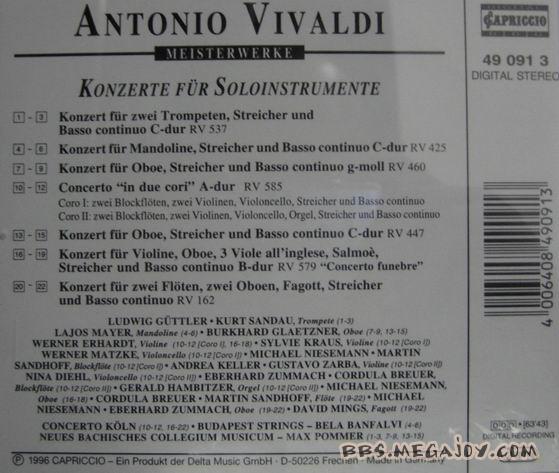 ANTONIO VIVALDI
MEISTERWERKE
KONZERTE FÜR SOLOINSTRUMENTE
CAPRICCIO
49 091 3
DIGITAL STEREO
1 - 3 Konzert für zwei Trompeten, Streicher und
Basso continuo C-dur RV 537
4 - 6 Konzert für Mandoline, Streicher und Basso continuo C-dur RV 425
7 - 9 Konzert für Oboe, Streicher und Basso continuo g-moll RV 460
10 - 12 Concerto “in due cori” A-dur RV 585
Coro I: zwei Blockflöten, zwei Violinen, Violoncello, Streicher und Basso continuo
Coro II: zwei Blockflöten, zwei Violinen, Violoncello, Orgel, Streicher und Basso continuo
13 - 15 Konzert für Oboe, Streicher und Basso continuo C-dur RV 447
16 - 19 Konzert für Violine, Oboe, 3 Viole all'inglese, Salmoè,
Streicher und Basso continuo B-dur RV 579 “Concerto funebre”
20 - 22 Konzert für zwei Flöten, zwei Oboen, Fagott, Streicher
und Basso continuo RV 162
4 006408 490913
LUDWIG GÜTTLER • KURT SANDAU, Trompete (1-3)
LAJOS MAYER, Mandoline (4-6) • BURKHARD GLAETZNER, Oboe (7-9, 13-15)
WERNER ERHARDT, Violine (10-12 [Coro I], 16-18) • SYLVIE KRAUS, Violine (10-12 [Coro I])
WERNER MATZKE, Violoncello (10-12 [Coro I]) • MICHAEL NIESEMANN • MARTIN
SANDHOFF, Blockflöte (10-12 [Coro I]) • ANDREA KELLER • GUSTAVO ZARBA, Violine (10-12 [Coro II])
NINA DIEHL, Violoncello (10-12 [Coro II]) • EBERHARD ZUMMACH • CORDULA BREUER,
Blockflöte (10-12 [Coro II]) • GERALD HAMBITZER, Orgel (10-12 [Coro II]) • MICHAEL NIESEMANN,
Oboe (16-18) • CORDULA BREUER • MARTIN SANDHOFF, Flöte (19-22) • MICHAEL
NIESEMANN • EBERHARD ZUMMACH, Oboe (19-22) • DAVID MINGS, Fagott (19-22)
CONCERTO KÖLN (10-12, 16-22) • BUDAPEST STRINGS – BELA BANFALVI (4-6)
NEUES BACHISCHES COLLEGIUM MUSICUM – MAX POMMER (1-3, 7-9, 13-15)
DDD 63'43
DIGITAL RECORDING
Ⓟ 1996 CAPRICCIO – Ein Produkt der Delta Music GmbH • D-50226 Frechen • Made in Germany
BBS.MEGAJOY.COM